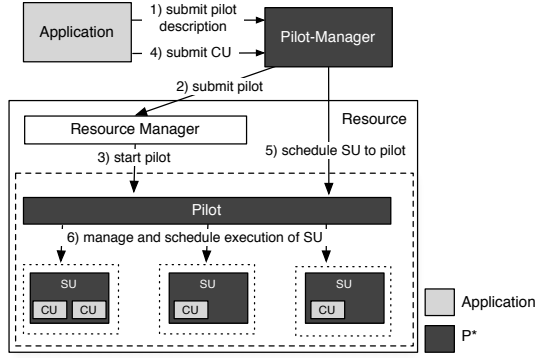 Application
1) submit pilot
description
4) submit CU
Pilot-Manager
2) submit pilot
Resource
Resource Manager
3) start pilot
5) schedule SU to pilot
Pilot
6) manage and schedule execution of SU
SU
SU
SU
CU
CU
CU
CU
Application
P*